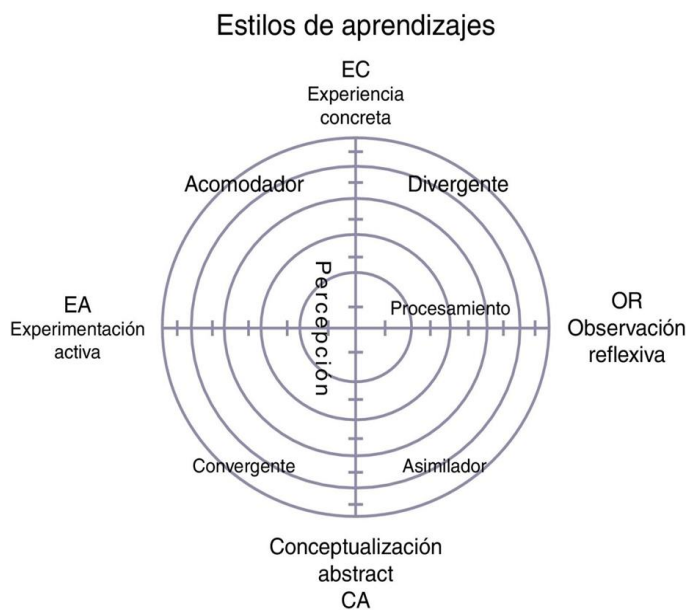 Estilos de aprendizajes
EC
Experiencia
concreta
Acomodador
Divergente
Percepción
Procesamiento
EA
Experimentación
activa
OR
Observación
reflexiva
Convergente
Asimilador
Conceptualización
abstract
CA